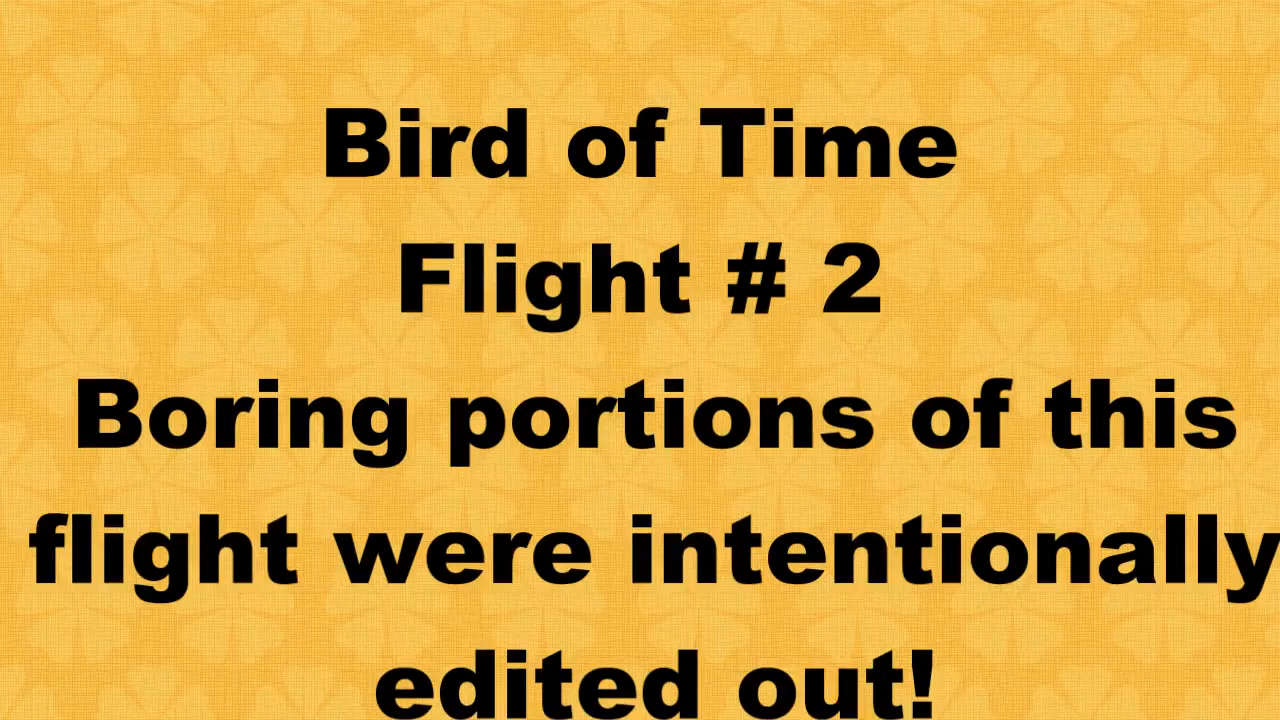 Bird of Time
Flight # 2
Boring portions of this
flight were intentionally
edited out!